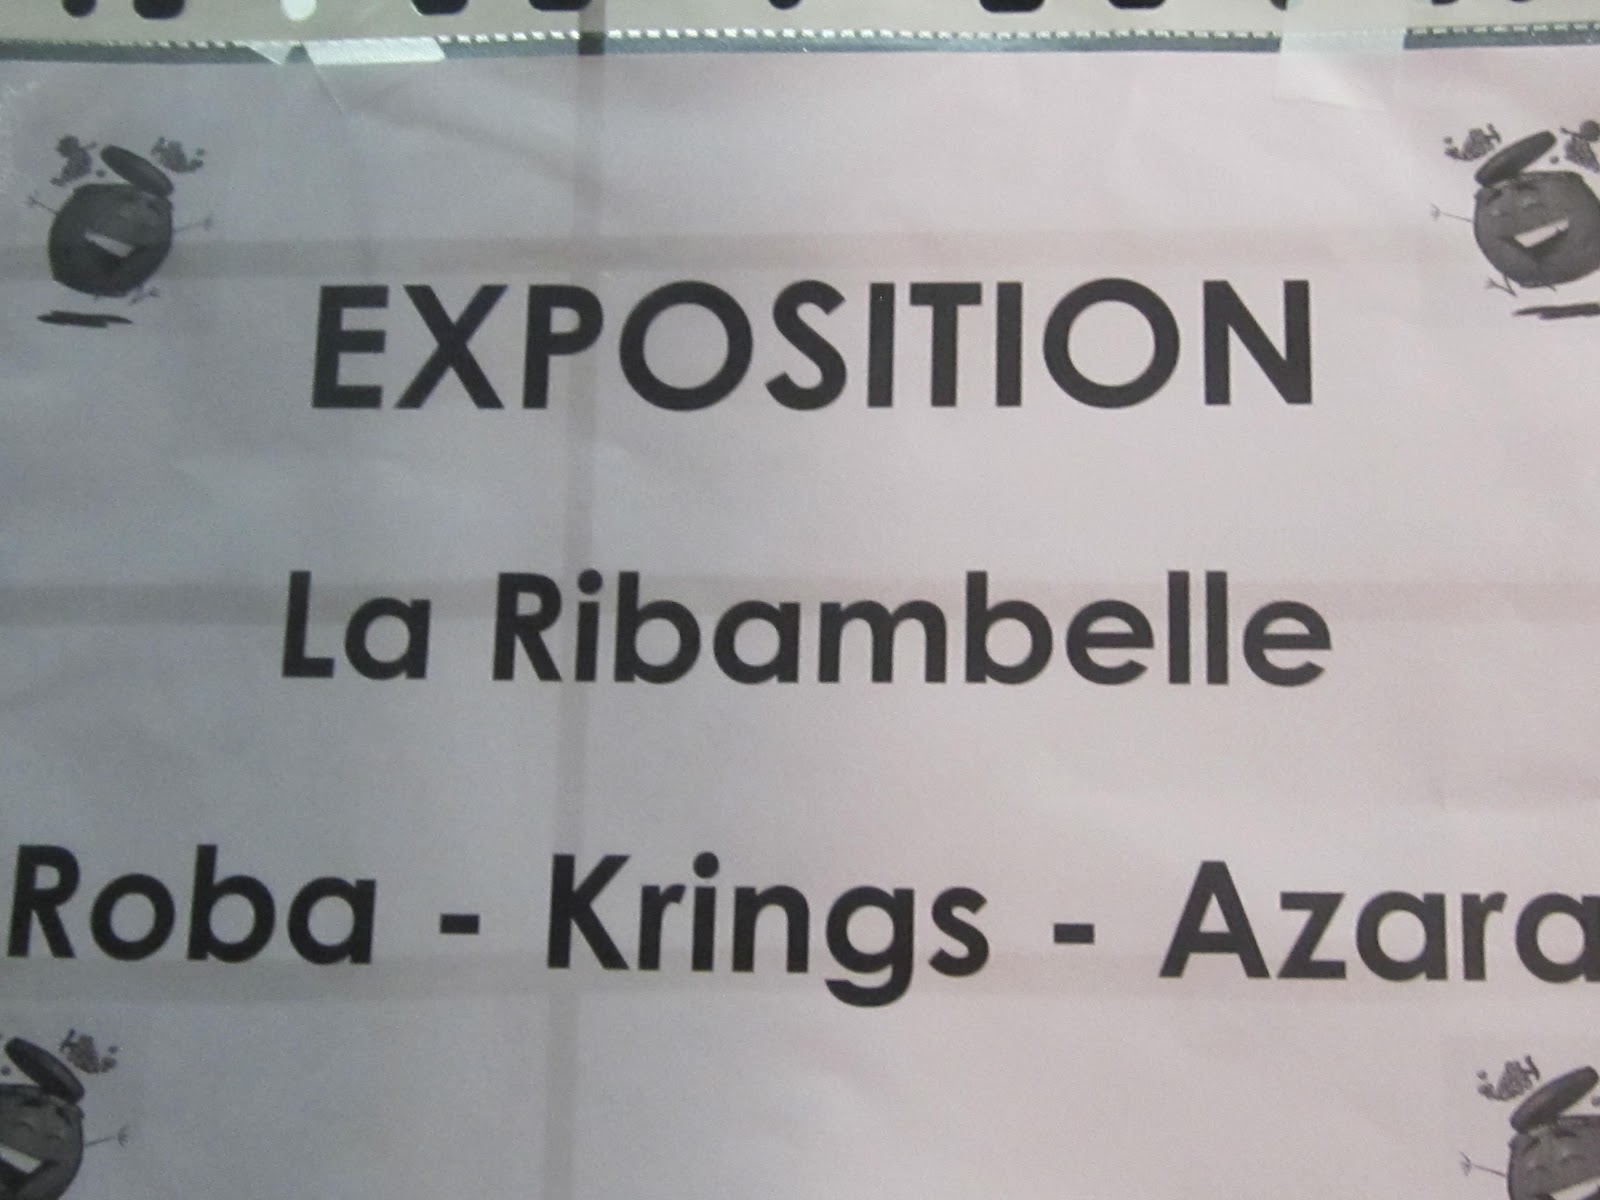 EXPOSITION
La Ribambelle
Roba - Krings - Azara